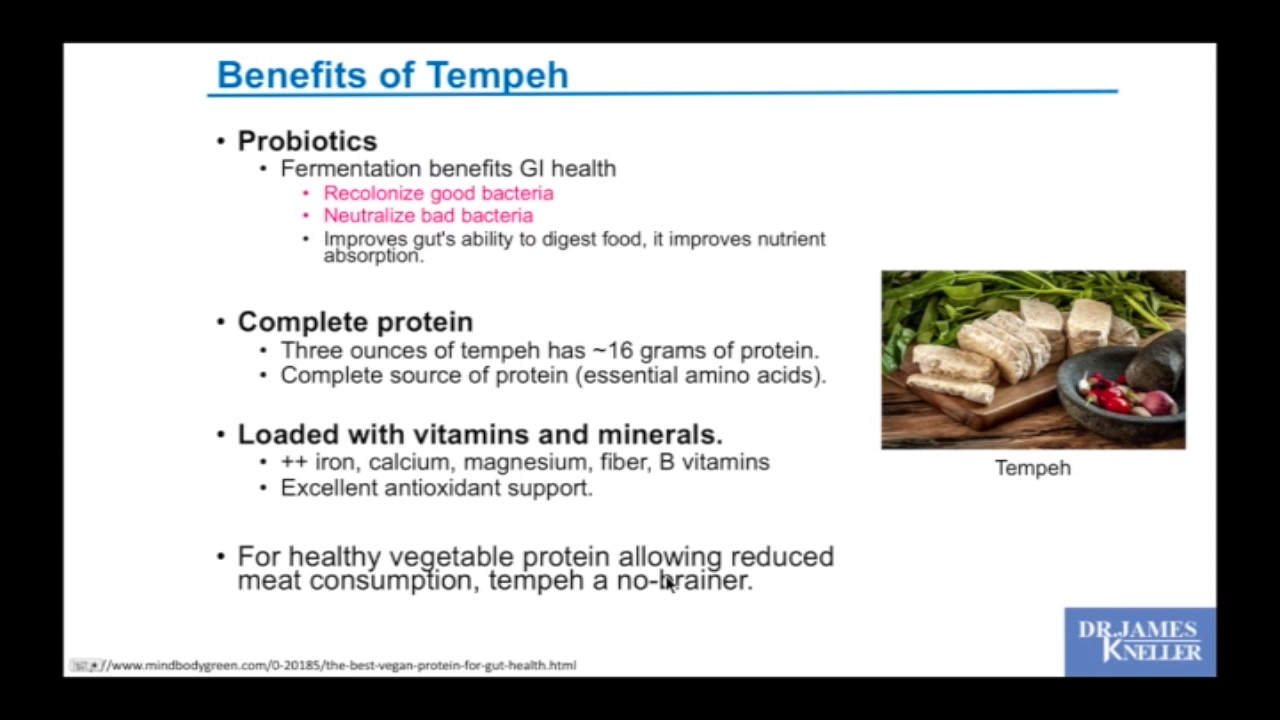 Benefits of Tempeh
• Probiotics
• Fermentation benefits GI health
• Recolonize good bacteria
• Neutralize bad bacteria
• Improves gut's ability to digest food, it improves nutrient
absorption.
• Complete protein
• Three ounces of tempeh has ~16 grams of protein.
• Complete source of protein (essential amino acids).
• Loaded with vitamins and minerals.
• ++ iron, calcium, magnesium, fiber, B vitamins
• Excellent antioxidant support.
Tempeh
• For healthy vegetable protein allowing reduced
meat consumption, tempeh a no-brainer.
DR.JAMES
KNELLER
//www.mindbodygreen.com/0-20185/the-best-vegan-protein-for-gut-health.html